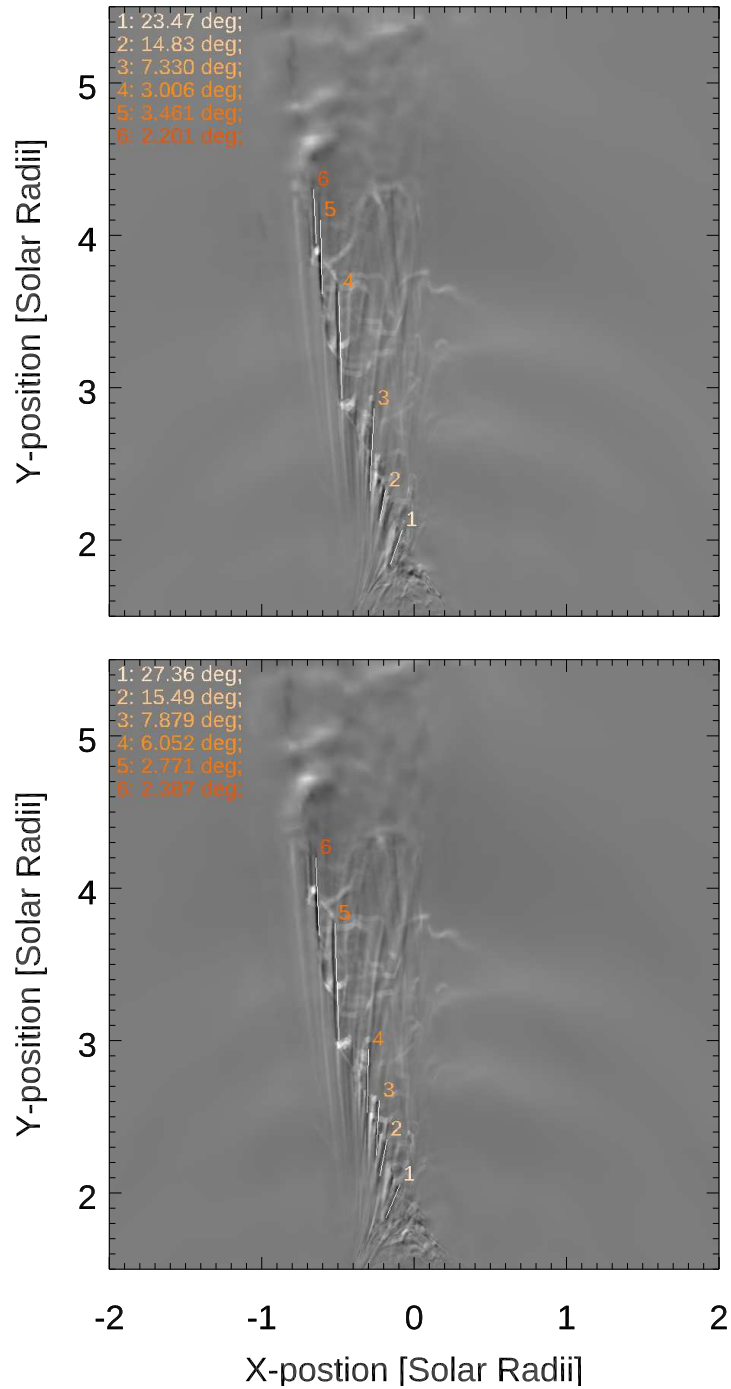 1: 23.47 deg;
2: 14.83 deg;
3: 7.330 deg;
4: 3.006 deg;
5: 3.461 deg;
6: 2.201 deg;
5
4
3
2
Y-position [Solar Radii]
6
5
4
3
2
1
1: 27.36 deg;
2: 15.49 deg;
3: 7.879 deg;
4: 6.052 deg;
5: 2.771 deg;
6: 2.387 deg;
5
4
3
2
Y-position [Solar Radii]
6
5
4
3
2
1
-2 -1 0 1 2
X-postion [Solar Radii]